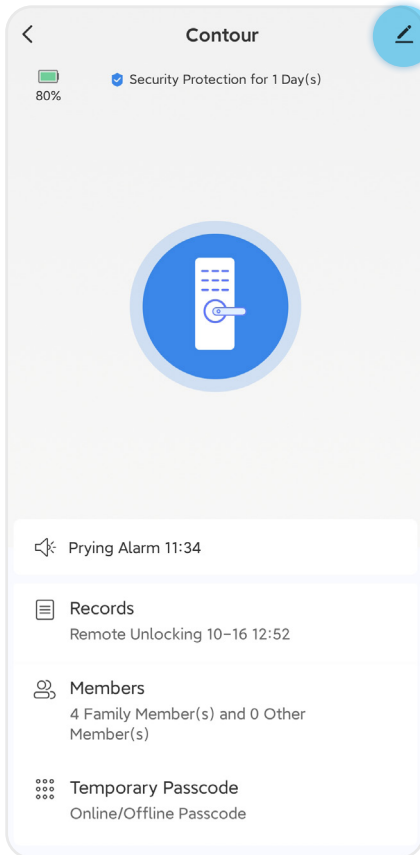 Contour
80%
Security Protection for 1 Day(s)
Prying Alarm 11:34
Records
Remote Unlocking 10-16 12:52
Members
4 Family Member(s) and 0 Other
Member(s)
Temporary Passcode
Online/Offline Passcode